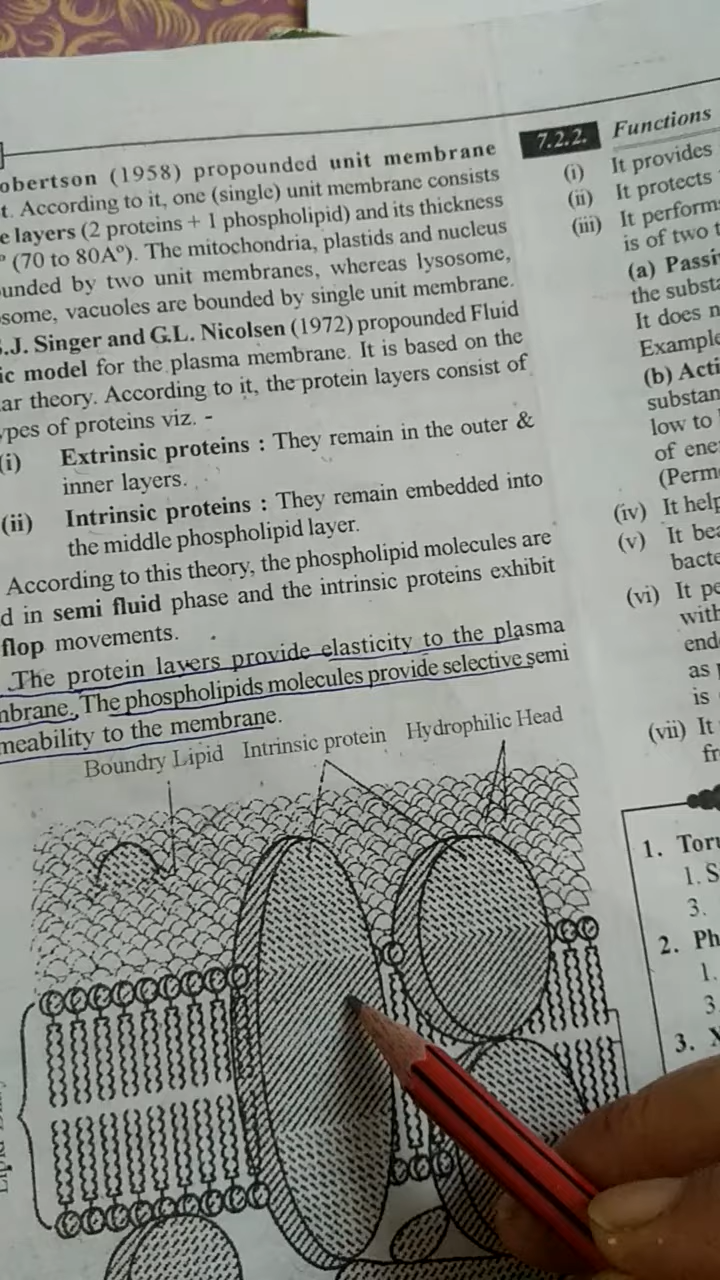 obertson (1958) propounded unit membrane
t. According to it, one (single) unit membrane consists
e layers (2 proteins + 1 phospholipid) and its thickness
° (70 to 80A°). The mitochondria, plastids and nucleus
ounded by two unit membranes, whereas lysosome,
some, vacuoles are bounded by single unit membrane.
.J. Singer and G.L. Nicolsen (1972) propounded Fluid
ic model for the plasma membrane. It is based on the
ar theory. According to it, the protein layers consist of
ypes of proteins viz. -
(i) Extrinsic proteins : They remain in the outer &
inner layers.
(ii) Intrinsic proteins : They remain embedded into
the middle phospholipid layer.
According to this theory, the phospholipid molecules are
d in semi fluid phase and the intrinsic proteins exhibit
flop movements.
The protein layers provide elasticity to the plasma
mbrane, The phospholipids molecules provide selective semi
meability to the membrane.
Boundry Lipid Intrinsic protein Hydrophilic Head
7.2.2. Functions
(i) It provides
(ii) It protects
(iii) It perform
is of two t
(a) Passi
the substa
It does n
Example
(b) Acti
substan
low to
of ene
(Perm
(iv) It help
(v) It bea
bacte
(vi) It pe
with
end
as p
is
(vii) It
fr
1. Toru
1. S
3.
2. Ph
1.
3
3. X